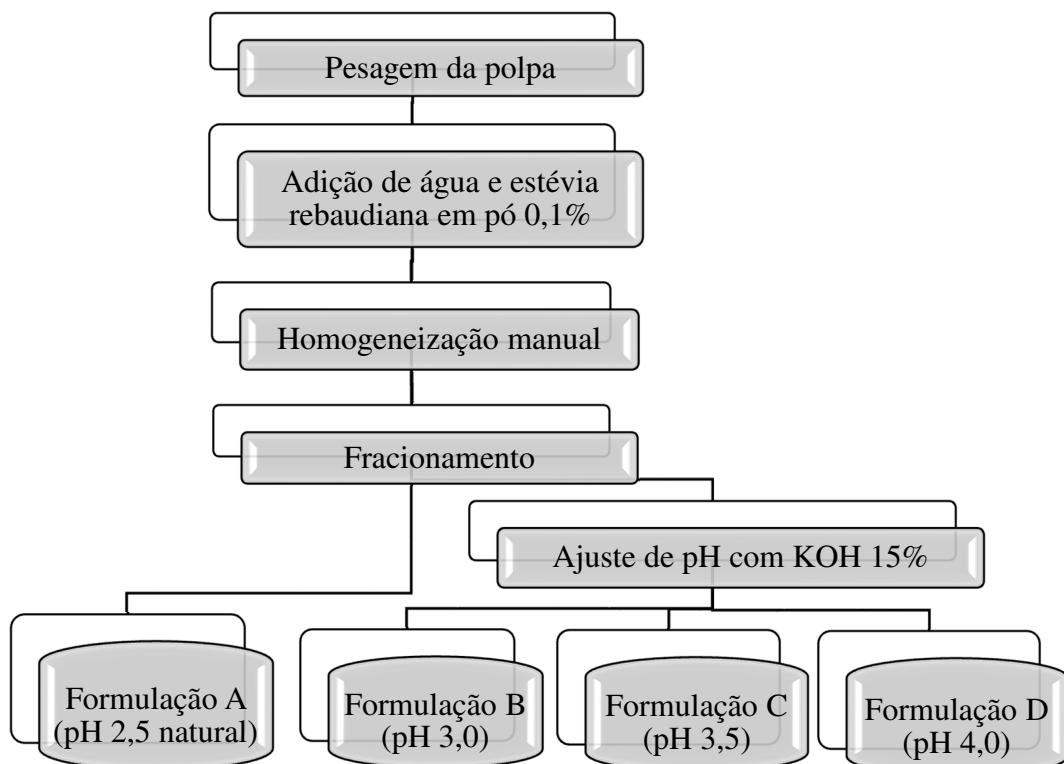 Pesagem da polpa
Adição de água e estévia
rebaudiana em pó 0,1%
Homogeneização manual
Fracionamento
Ajuste de pH com KOH 15%
Formulação A
(pH 2,5 natural)
Formulação B
(pH 3,0)
Formulação C
(pH 3,5)
Formulação D
(pH 4,0)